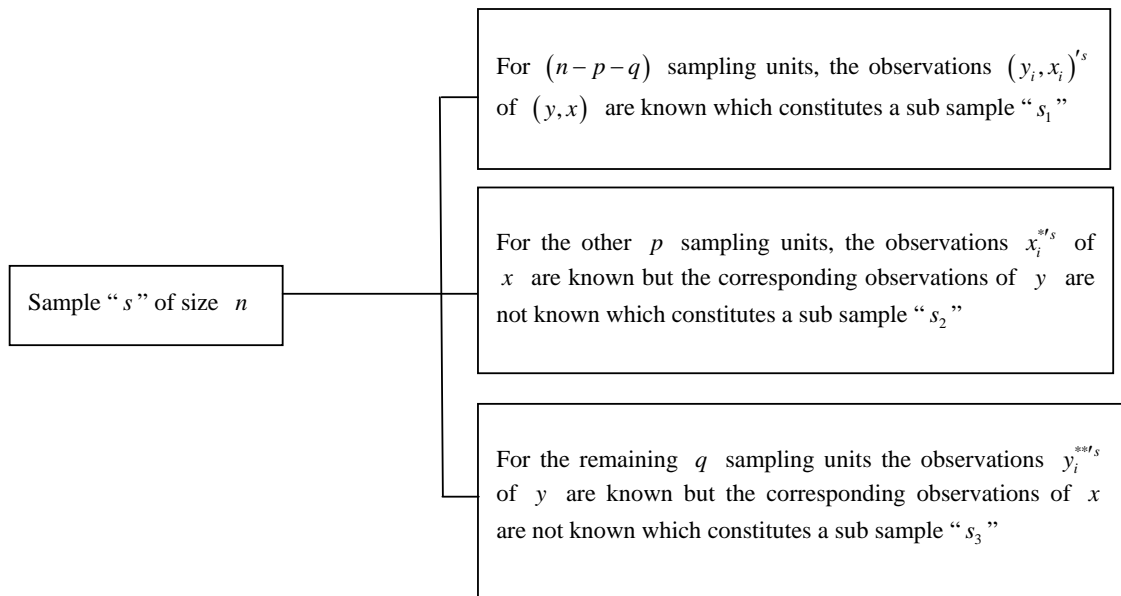 For (n − p − q) sampling units, the observations (y_i, x_i)′^s
of (y, x) are known which constitutes a sub sample “s_1”
For the other p sampling units, the observations x_i^*′^s of
x are known but the corresponding observations of y are
not known which constitutes a sub sample “s_2”
Sample “s” of size n
For the remaining q sampling units the observations y_i^**′^s
of y are known but the corresponding observations of x
are not known which constitutes a sub sample “s_3”